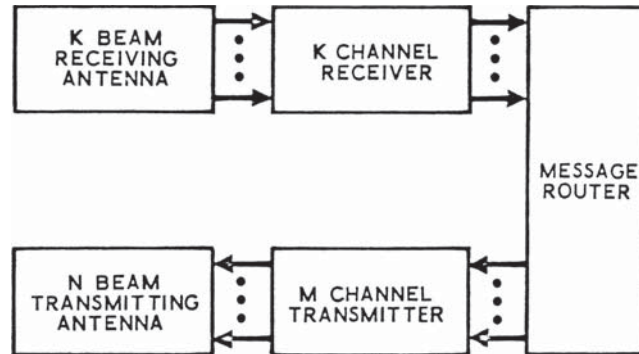 K BEAM
RECEIVING
ANTENNA
K CHANNEL
RECEIVER
MESSAGE
ROUTER
N BEAM
TRANSMITTING
ANTENNA
M CHANNEL
TRANSMITTER